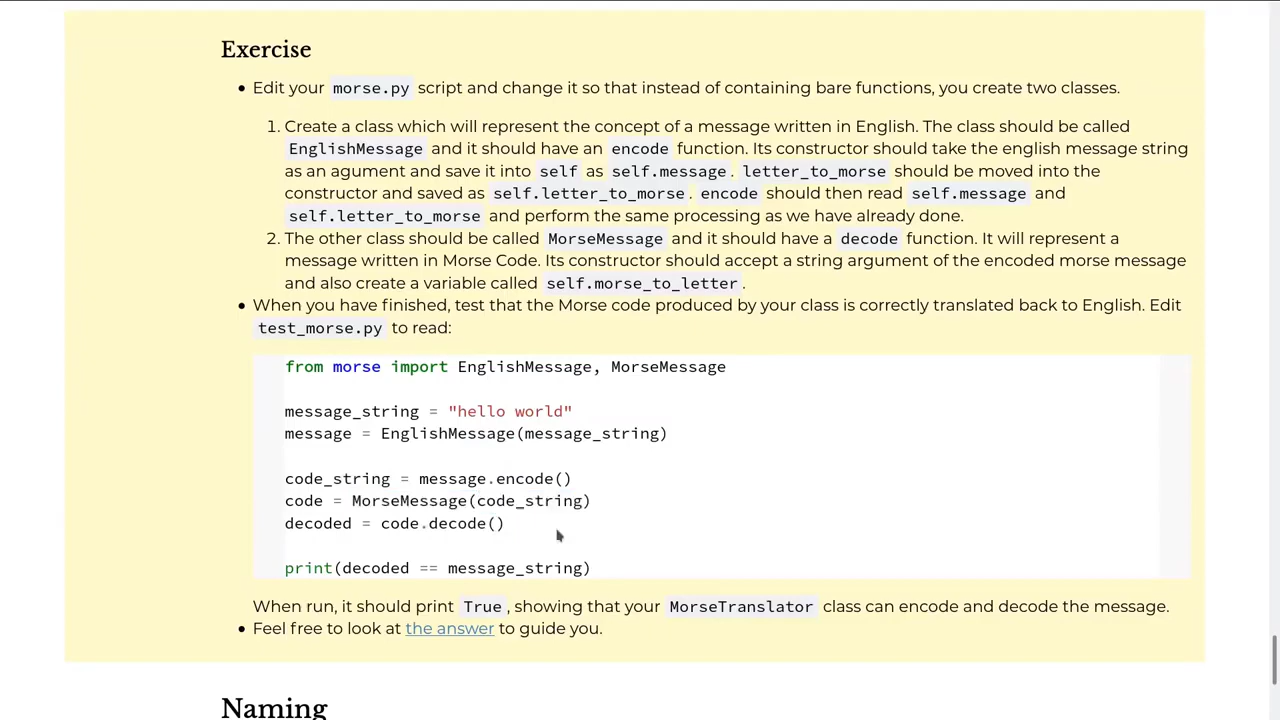 Exercise
• Edit your morse.py script and change it so that instead of containing bare functions, you create two classes.
1. Create a class which will represent the concept of a message written in English. The class should be called
EnglishMessage and it should have an encode function. Its constructor should take the english message string
as an agument and save it into self as self.message. letter_to_morse should be moved into the
constructor and saved as self.letter_to_morse. encode should then read self.message and
self.letter_to_morse and perform the same processing as we have already done.
2. The other class should be called MorseMessage and it should have a decode function. It will represent a
message written in Morse Code. Its constructor should accept a string argument of the encoded morse message
and also create a variable called self.morse_to_letter.
• When you have finished, test that the Morse code produced by your class is correctly translated back to English. Edit
test_morse.py to read:
from morse import EnglishMessage, MorseMessage
message_string = "hello world"
message = EnglishMessage(message_string)
code_string = message.encode()
code = MorseMessage(code_string)
decoded = code.decode()
print(decoded == message_string)
When run, it should print True, showing that your MorseTranslator class can encode and decode the message.
• Feel free to look at the answer to guide you.
Naming